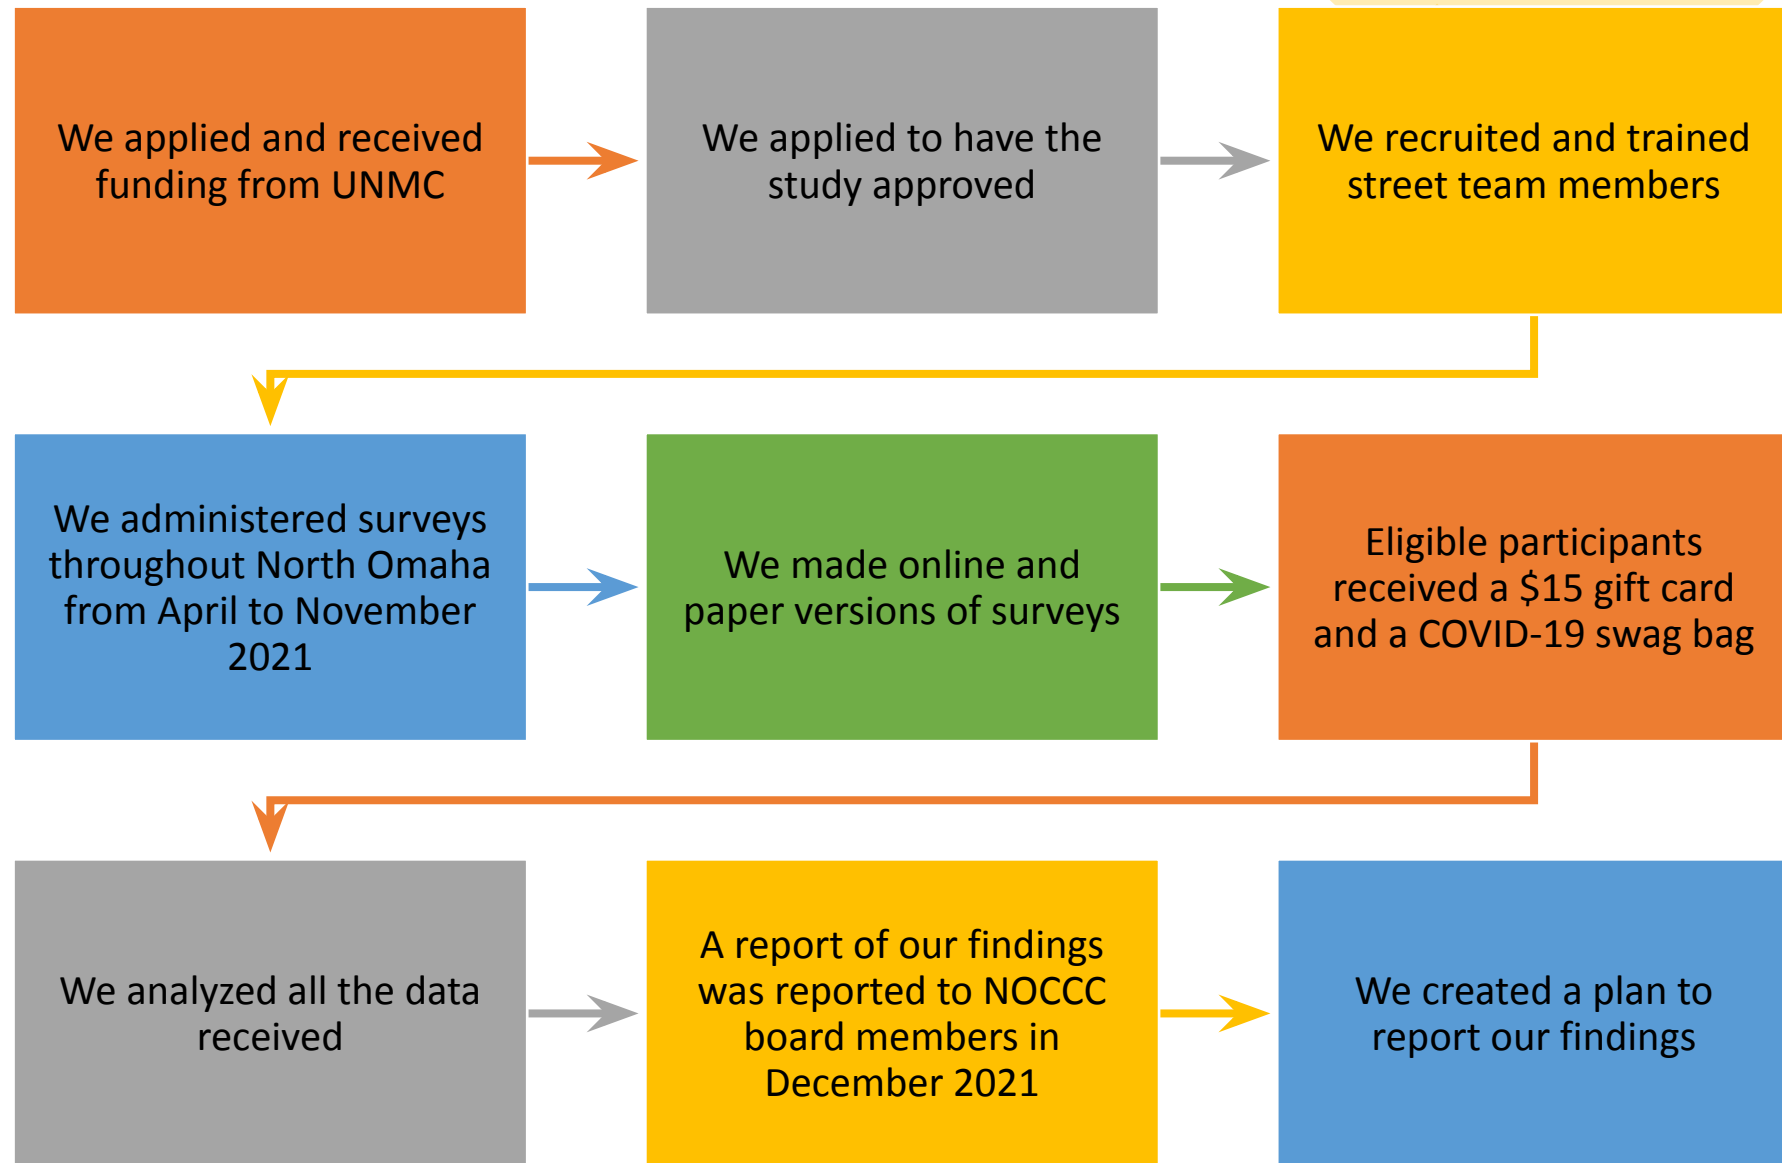 We applied and received
funding from UNMC
We applied to have the
study approved
We recruited and trained
street team members
We administered surveys
throughout North Omaha
from April to November
2021
We made online and
paper versions of surveys
Eligible participants
received a $15 gift card
and a COVID-19 swag bag
We analyzed all the data
received
A report of our findings
was reported to NOCCC
board members in
December 2021
We created a plan to
report our findings